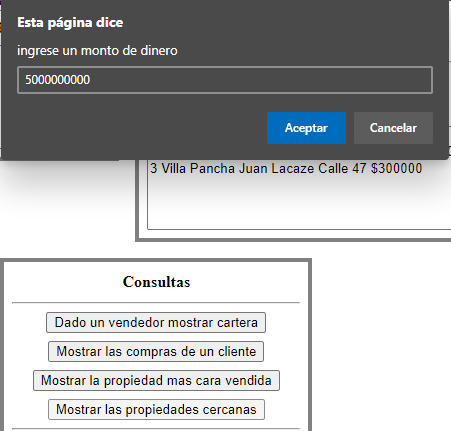 Esta página dice
ingrese un monto de dinero
5000000000
Aceptar
Cancelar
3 Villa Pancha Juan Lacaze Calle 47 $300000
Consultas
Dado un vendedor mostrar cartera
Mostrar las compras de un cliente
Mostrar la propiedad mas cara vendida
Mostrar las propiedades cercanas